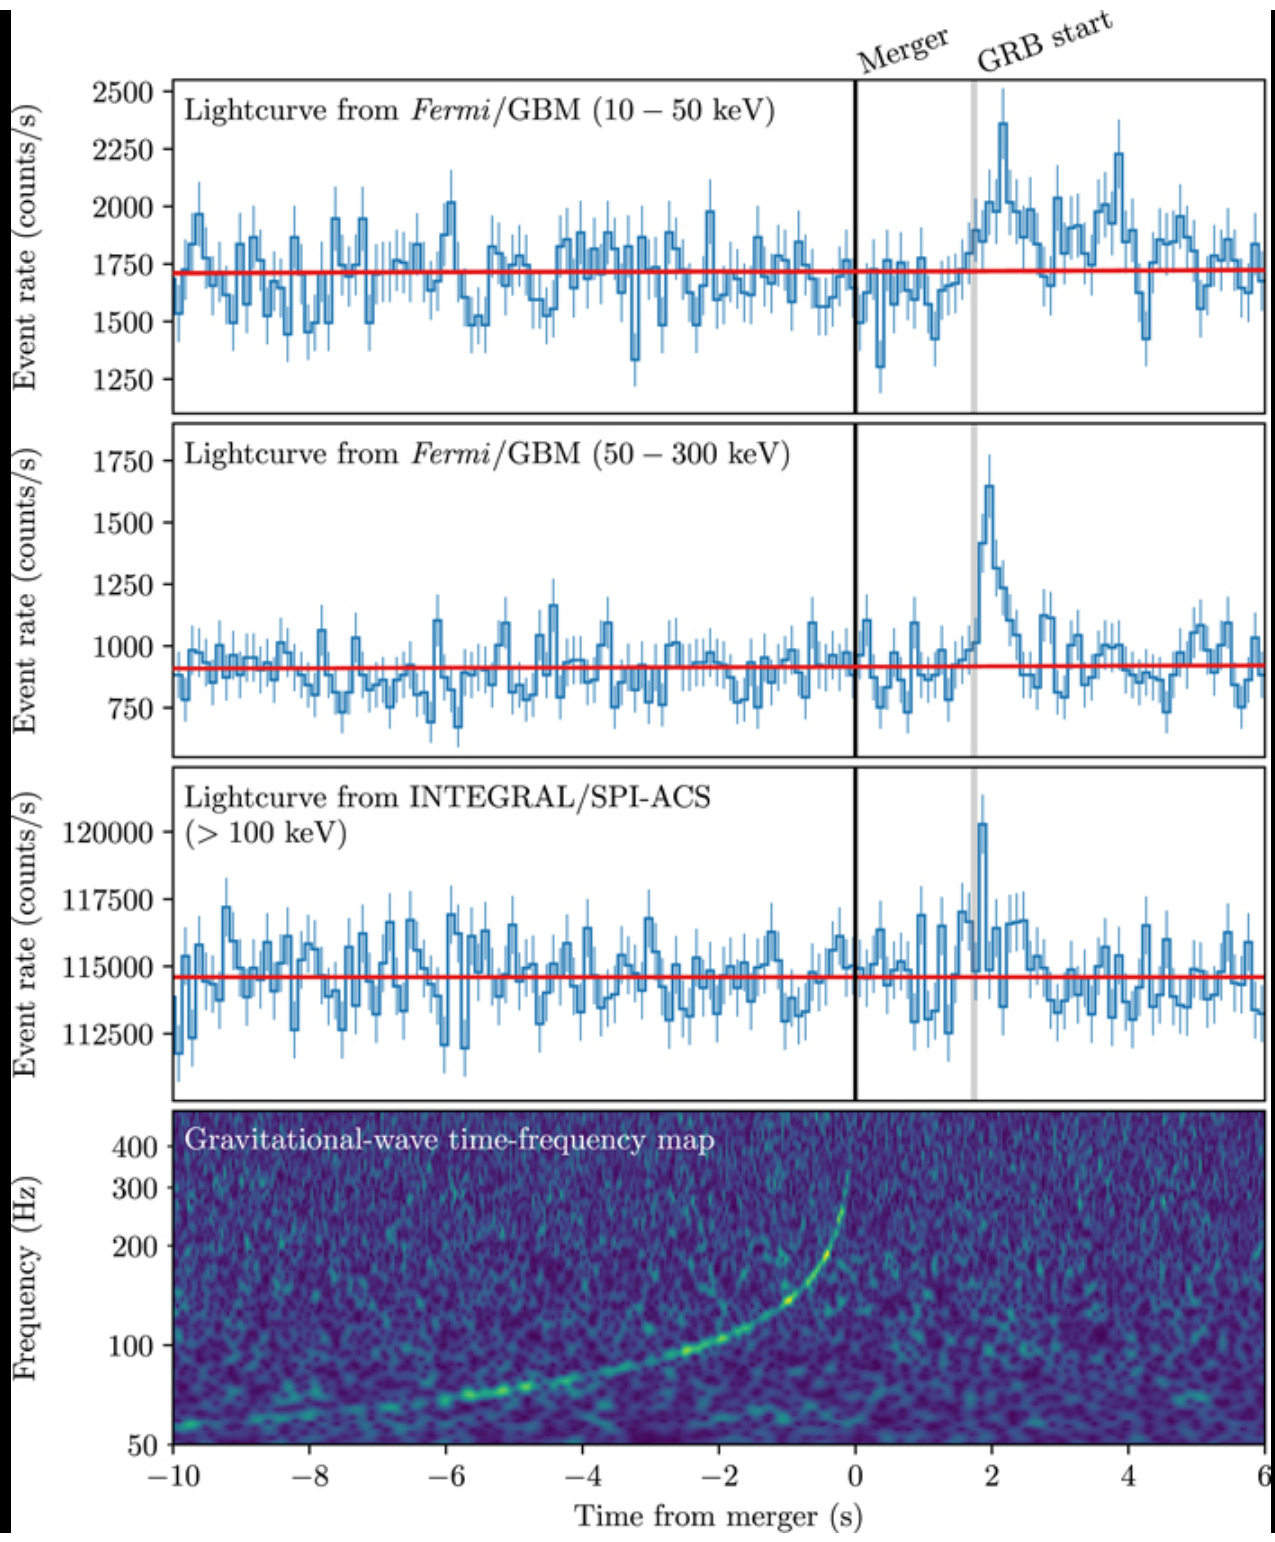 Merger GRB start
Lightcurve from Fermi/GBM (10 – 50 keV)
Event rate (counts/s)
2500
2250
2000
1750
1500
1250
Lightcurve from Fermi/GBM (50 – 300 keV)
Event rate (counts/s)
1750
1500
1250
1000
750
Lightcurve from INTEGRAL/SPI-ACS
(> 100 keV)
Event rate (counts/s)
120000
117500
115000
112500
Gravitational-wave time-frequency map
Frequency (Hz)
400
300
200
100
50
−10 −8 −6 −4 −2 0 2 4 6
Time from merger (s)